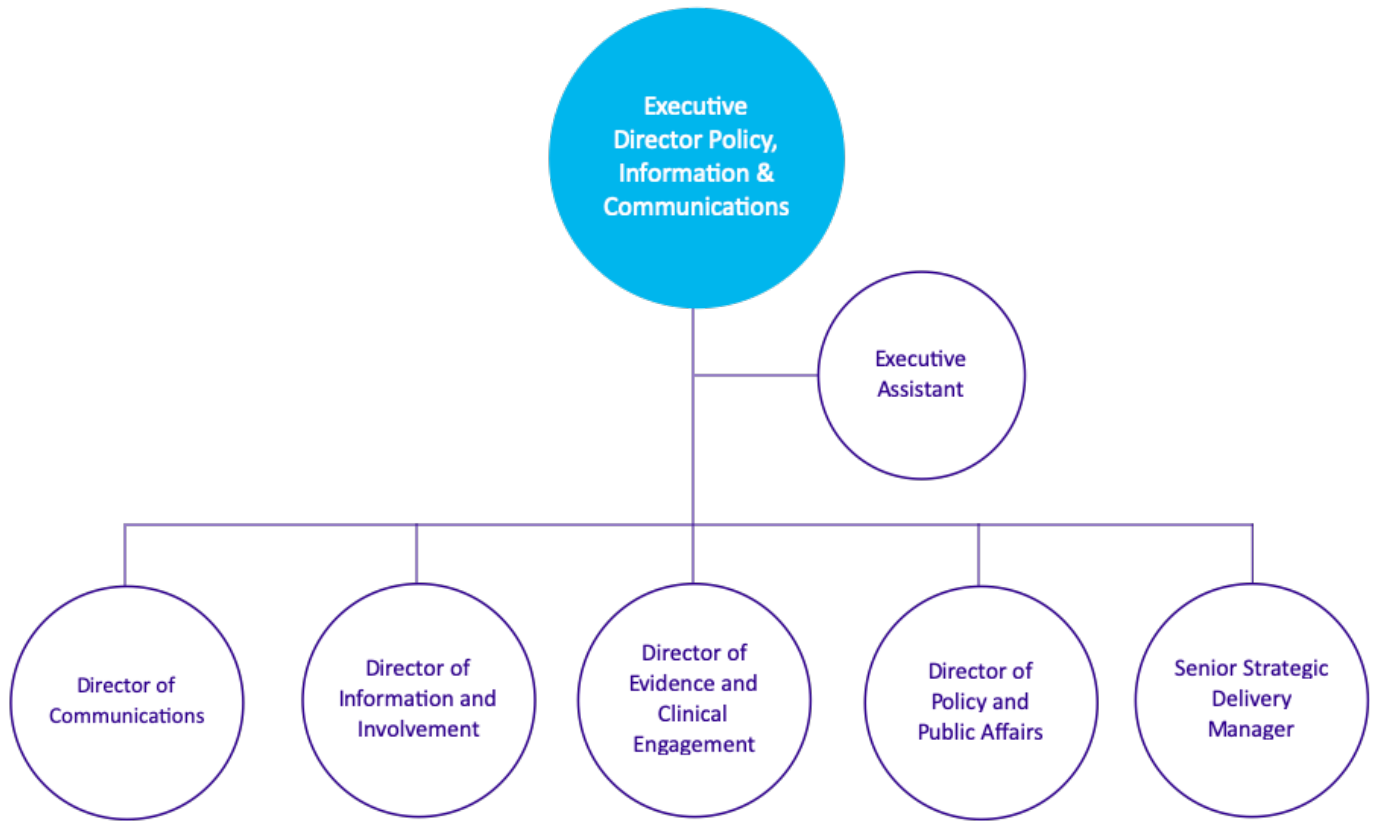 Executive
Director Policy,
Information &
Communications
Executive
Assistant
Director of
Communications
Director of
Information and
Involvement
Director of
Evidence and
Clinical
Engagement
Director of
Policy and
Public Affairs
Senior Strategic
Delivery
Manager